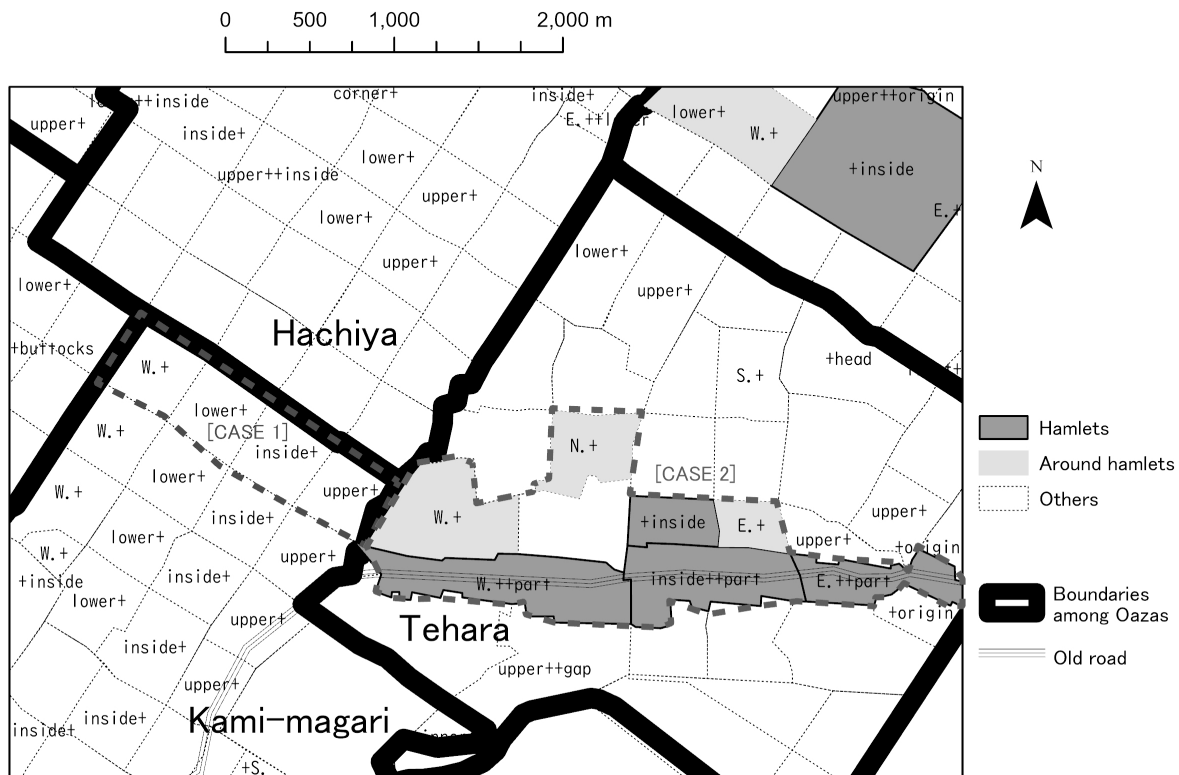 0 500 1,000 2,000 m
corner+
inside+
upper++origin
++inside
upper+
inside+
lower+
W.+
lower+
+inside
upper++inside
upper+
lower+
E.+
lower+
upper+
upper+
lower+
Hachiya
+buttocks
W.+
+head
S.+
lower+
[CASE 1]
W.+
inside+
N.+
lower+
[CASE 2]
W.+
upper+
inside+
W.+
+inside
E.+
upper+
lower+
upper+
W.+
upper+
+origin
+inside
inside+
W.++part
inside++part
E.++part
lower+
upper+
+origin
Tehara
inside+
upper++gap
upper+
Kami-magari
inside+
inside+
+S.
N
Hamlets
Around hamlets
Others
Boundaries
among Oazas
Old road